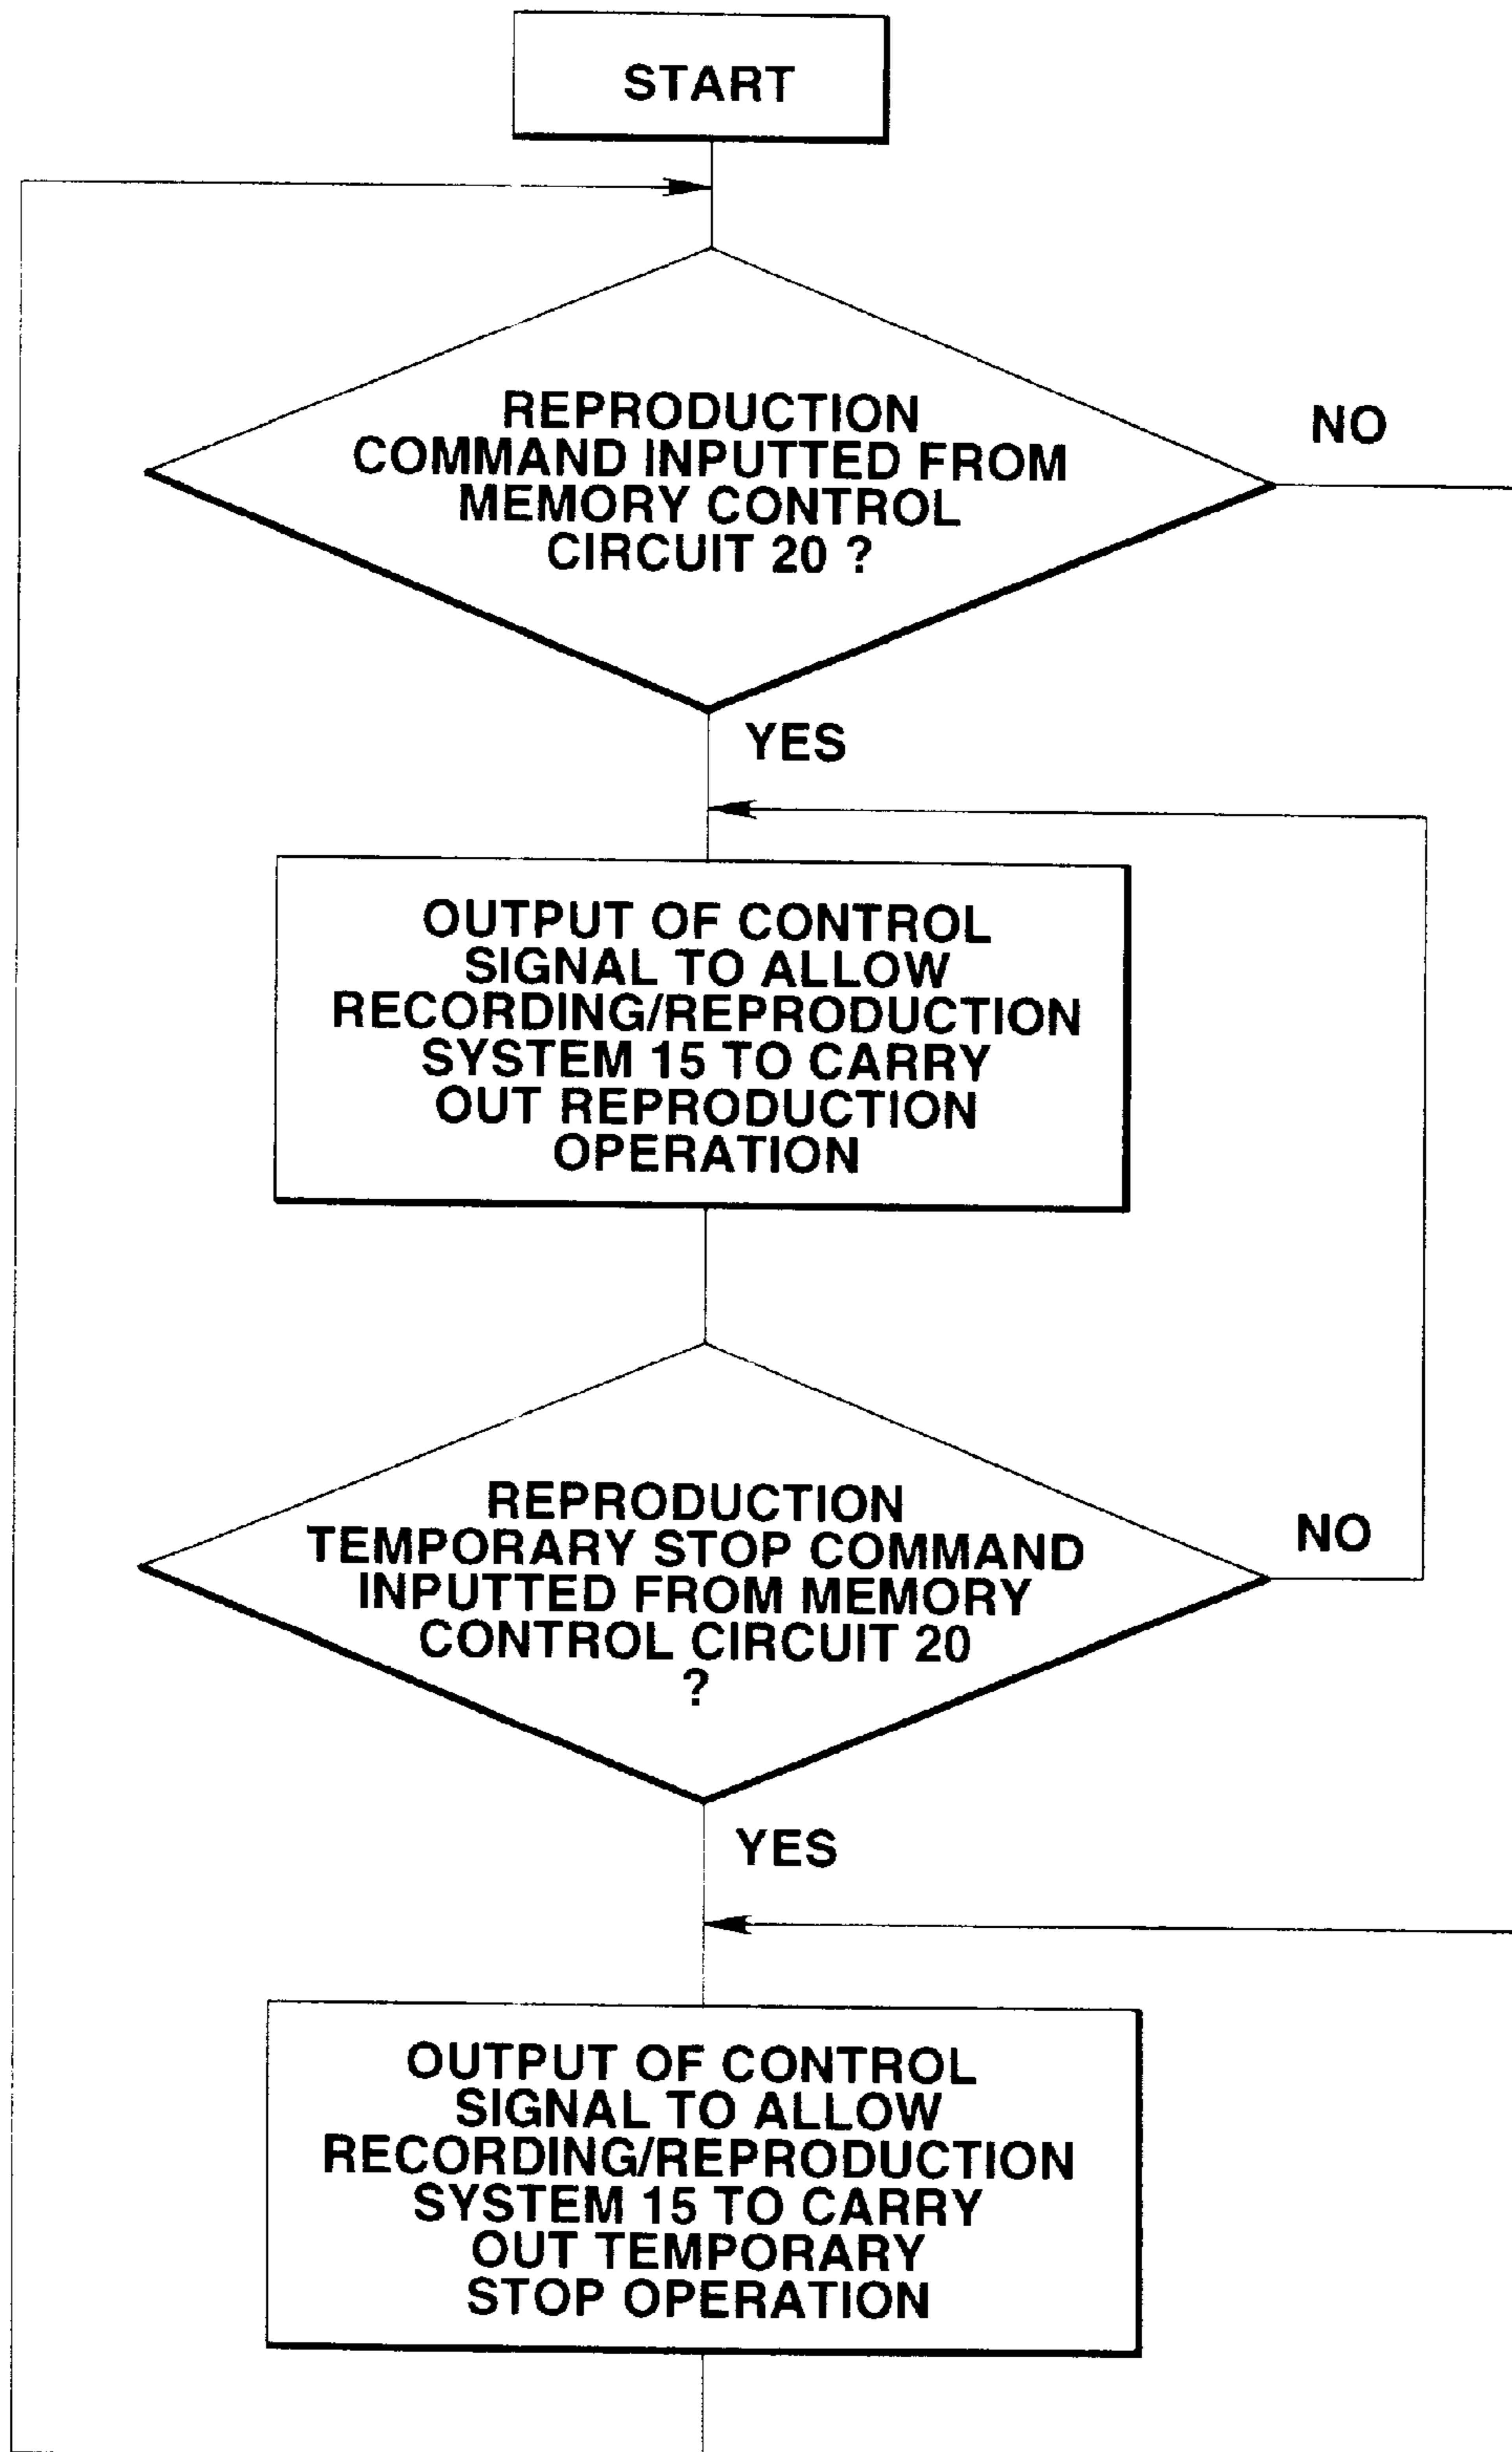 START
REPRODUCTION
COMMAND INPUTTED FROM
MEMORY CONTROL
CIRCUIT 20 ?
NO
YES
OUTPUT OF CONTROL
SIGNAL TO ALLOW
RECORDING/REPRODUCTION
SYSTEM 15 TO CARRY
OUT REPRODUCTION
OPERATION
REPRODUCTION
TEMPORARY STOP COMMAND
INPUTTED FROM MEMORY
CONTROL CIRCUIT 20
?
NO
YES
OUTPUT OF CONTROL
SIGNAL TO ALLOW
RECORDING/REPRODUCTION
SYSTEM 15 TO CARRY
OUT TEMPORARY
STOP OPERATION